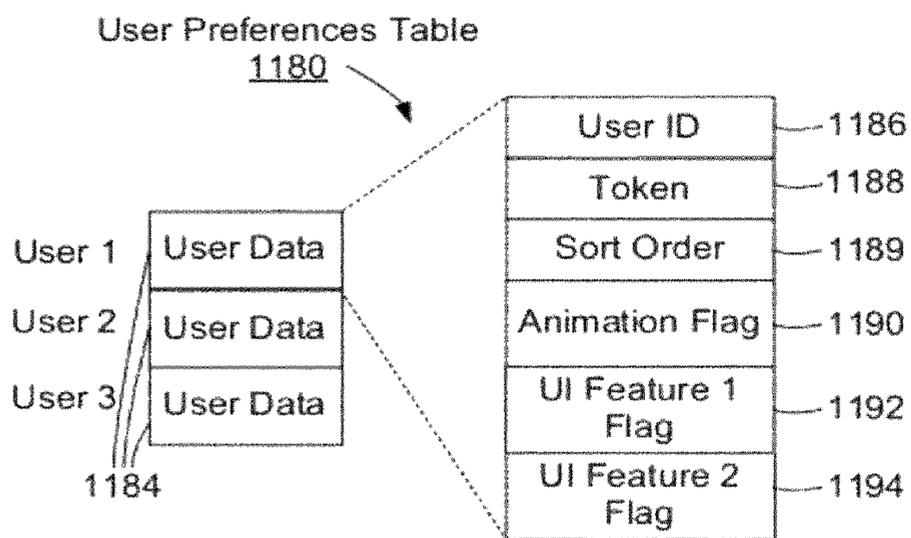 User Preferences Table
1180
User 1
User Data
User 2
User Data
User 3
User Data
1184
User ID
1186
Token
1188
Sort Order
1189
Animation Flag
1190
UI Feature 1
Flag
1192
UI Feature 2
Flag
1194